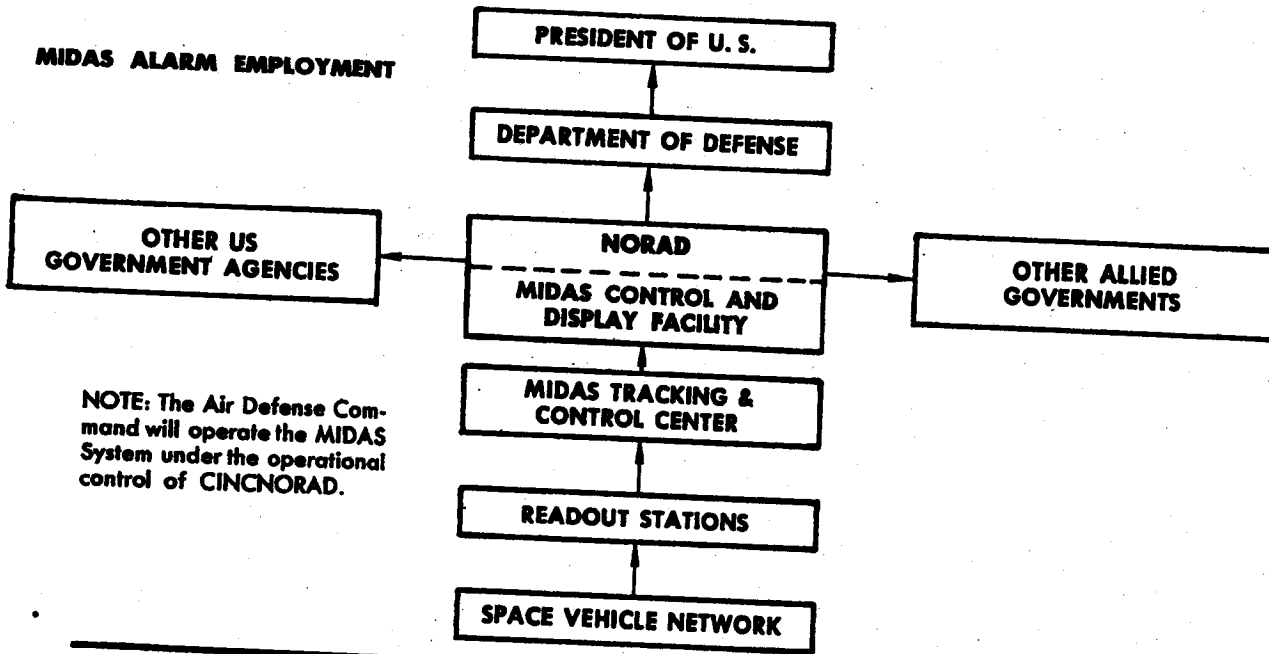 MIDAS ALARM EMPLOYMENT
PRESIDENT OF U. S.
DEPARTMENT OF DEFENSE
OTHER US
GOVERNMENT AGENCIES
NORAD
MIDAS CONTROL AND
DISPLAY FACILITY
OTHER ALLIED
GOVERNMENTS
MIDAS TRACKING &
CONTROL CENTER
NOTE: The Air Defense Com-
mand will operate the MIDAS
System under the operational
control of CINCNORAD.
READOUT STATIONS
SPACE VEHICLE NETWORK